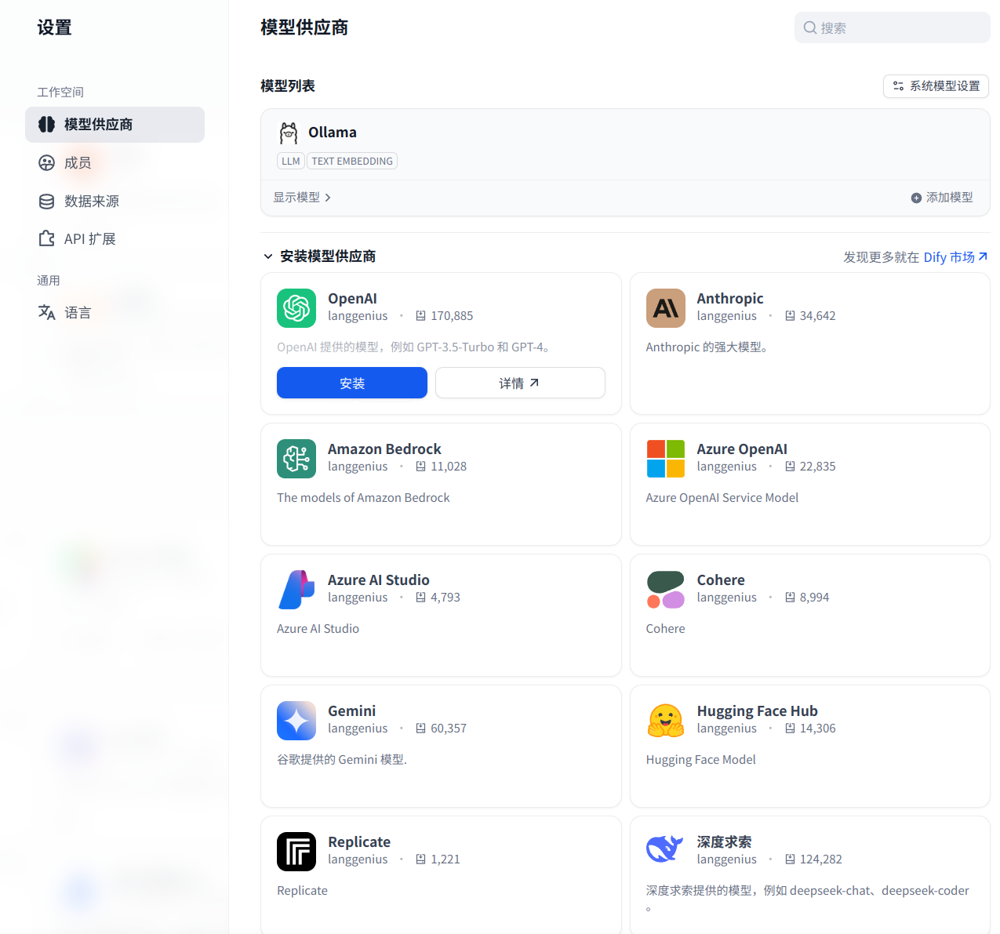 设置
工作空间
模型供应商
成员
数据来源
API 扩展
通用
语言
模型供应商
搜索
模型列表
系统模型设置
Ollama
LLM
TEXT EMBEDDING
显示模型
添加模型
安装模型供应商
发现更多就在 Dify 市场
OpenAI
langgenius • 170,885
OpenAI 提供的模型，例如 GPT-3.5-Turbo 和 GPT-4。
安装
详情
Anthropic
langgenius • 34,642
Anthropic 的强大模型。
Amazon Bedrock
langgenius • 11,028
The models of Amazon Bedrock
Azure OpenAI
langgenius • 22,835
Azure OpenAI Service Model
Azure AI Studio
langgenius • 4,793
Azure AI Studio
Cohere
langgenius • 8,994
Cohere
Gemini
langgenius • 60,357
谷歌提供的 Gemini 模型.
Hugging Face Hub
langgenius • 14,306
Hugging Face Model
Replicate
langgenius • 1,221
Replicate
深度求索
langgenius • 124,282
深度求索提供的模型，例如 deepseek-chat、deepseek-coder
。